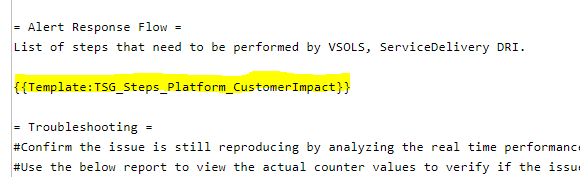 = Alert Response Flow =
List of steps that need to be performed by VSOLS, ServiceDelivery DRI.
{{Template:TSG_Steps_Platform_CustomerImpact}}
= Troubleshooting =
#Confirm the issue is still reproducing by analyzing the real time performanc
#Use the below report to view the actual counter values to verify if the issu